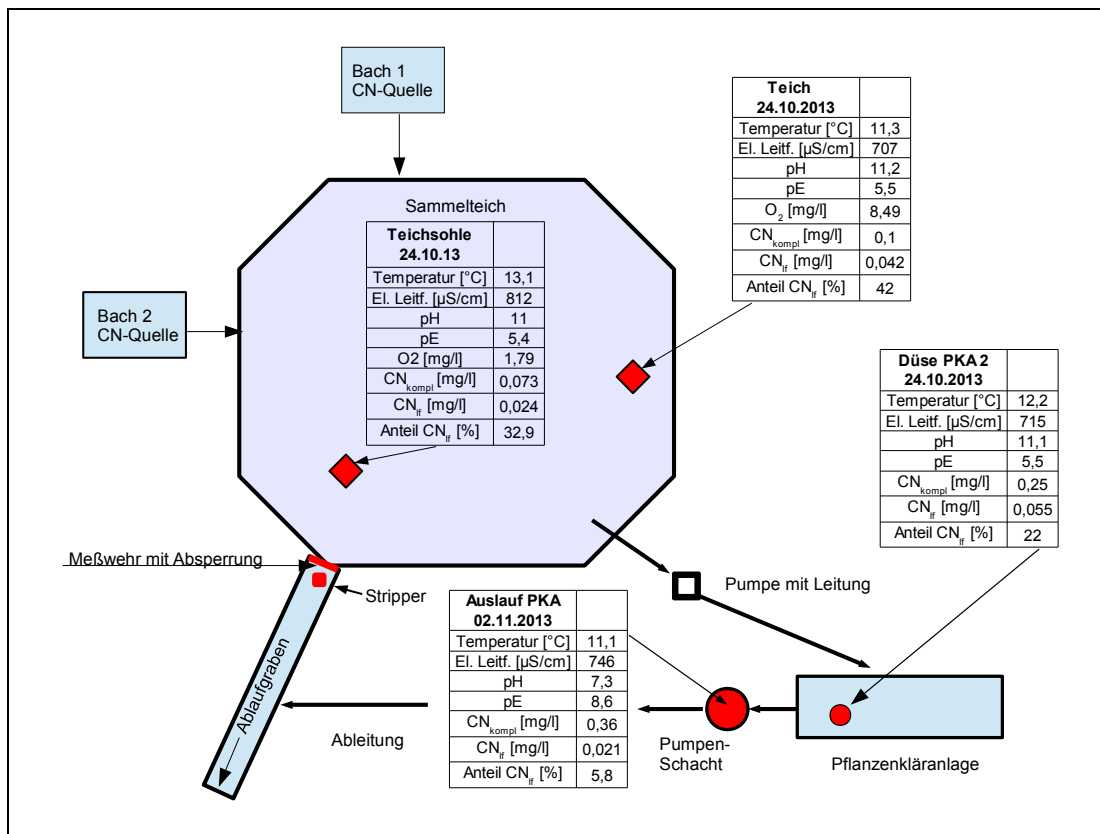 Bach 1
CN-Quelle
Teich
24.10.2013
Temperatur [°C] 11,3
El. Leitf. [µS/cm] 707
pH 11,2
pE 5,5
O2 [mg/l] 8,49
CNkompl [mg/l] 0,1
CNlf [mg/l] 0,042
Anteil CNlf [%] 42
Sammelteich
Teichsohle
24.10.13
Temperatur [°C] 13,1
El. Leitf. [µS/cm] 812
pH 11
pE 5,4
O2 [mg/l] 1,79
CNkompl [mg/l] 0,073
CNlf [mg/l] 0,024
Anteil CNlf [%] 32,9
Bach 2
CN-Quelle
Düse PKA 2
24.10.2013
Temperatur [°C] 12,2
El. Leitf. [µS/cm] 715
pH 11,1
pE 5,5
CNkompl [mg/l] 0,25
CNlf [mg/l] 0,055
Anteil CNlf [%] 22
Meßwehr mit Absperrung
Stripper
Pumpe mit Leitung
Auslauf PKA
02.11.2013
Temperatur [°C] 11,1
El. Leitf. [µS/cm] 746
pH 7,3
pE 8,6
CNkompl [mg/l] 0,36
CNlf [mg/l] 0,021
Anteil CNlf [%] 5,8
Ablaufgraben
Ableitung
Pumpen-
Schacht
Pflanzenkläranlage